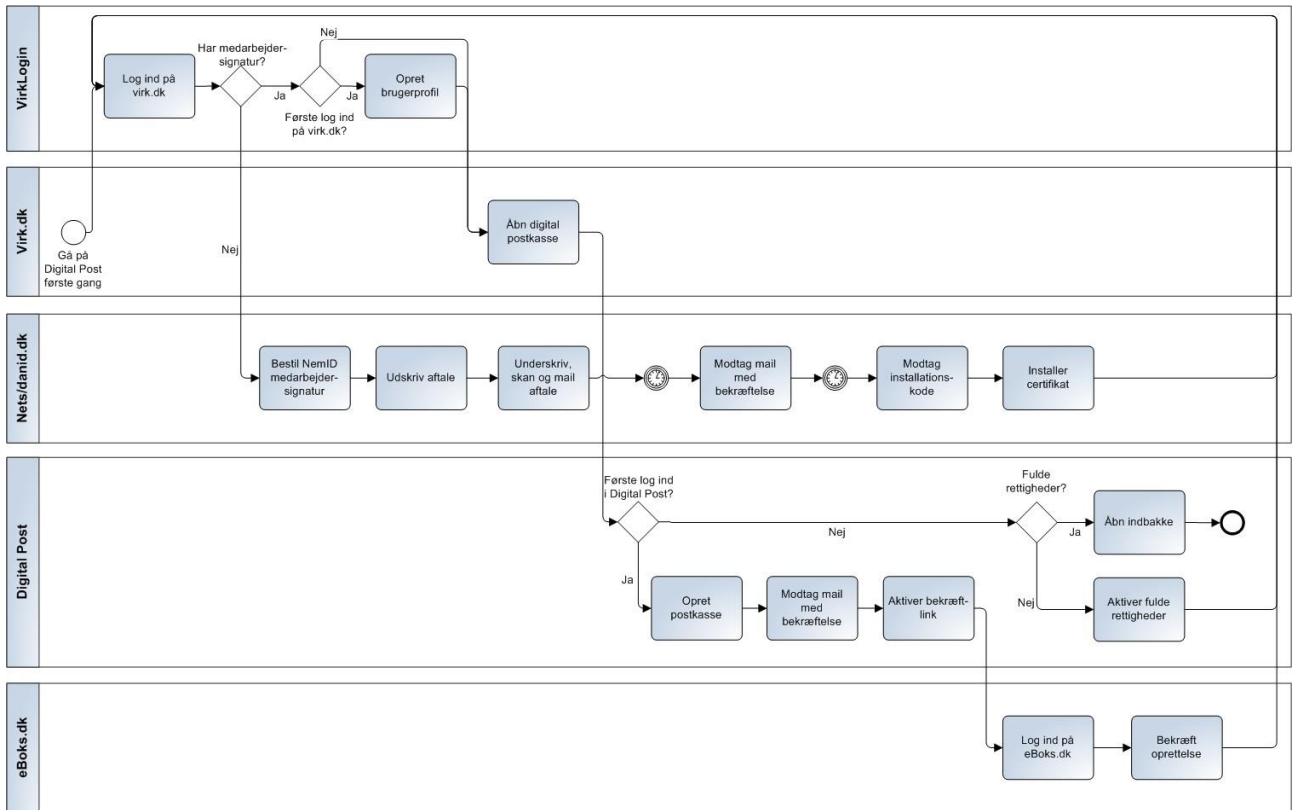 VirkLogin
Log ind på
virk.dk
Har medarbejder-
signatur?
Ja
Nej
Første log ind
på virk.dk?
Nej
Ja
Opret
brugerprofil
Virk.dk
Gå på
Digital Post
første gang
Åbn digital
postkasse
Nets/danid.dk
Bestil NemID
medarbejder-
signatur
Udskriv aftale
Underskriv,
skan og mail
aftale
Modtag mail
med
bekræftelse
Modtag
installations-
kode
Installer
certifikat
Digital Post
Første log ind
i Digital Post?
Nej
Ja
Fulde
rettigheder?
Ja
Nej
Åbn indbakke
Opret
postkasse
Modtag mail
med
bekræftelse
Aktiver bekræft-
link
Aktiver fulde
rettigheder
eBoks.dk
Log ind på
eBoks.dk
Bekræft
oprettelse